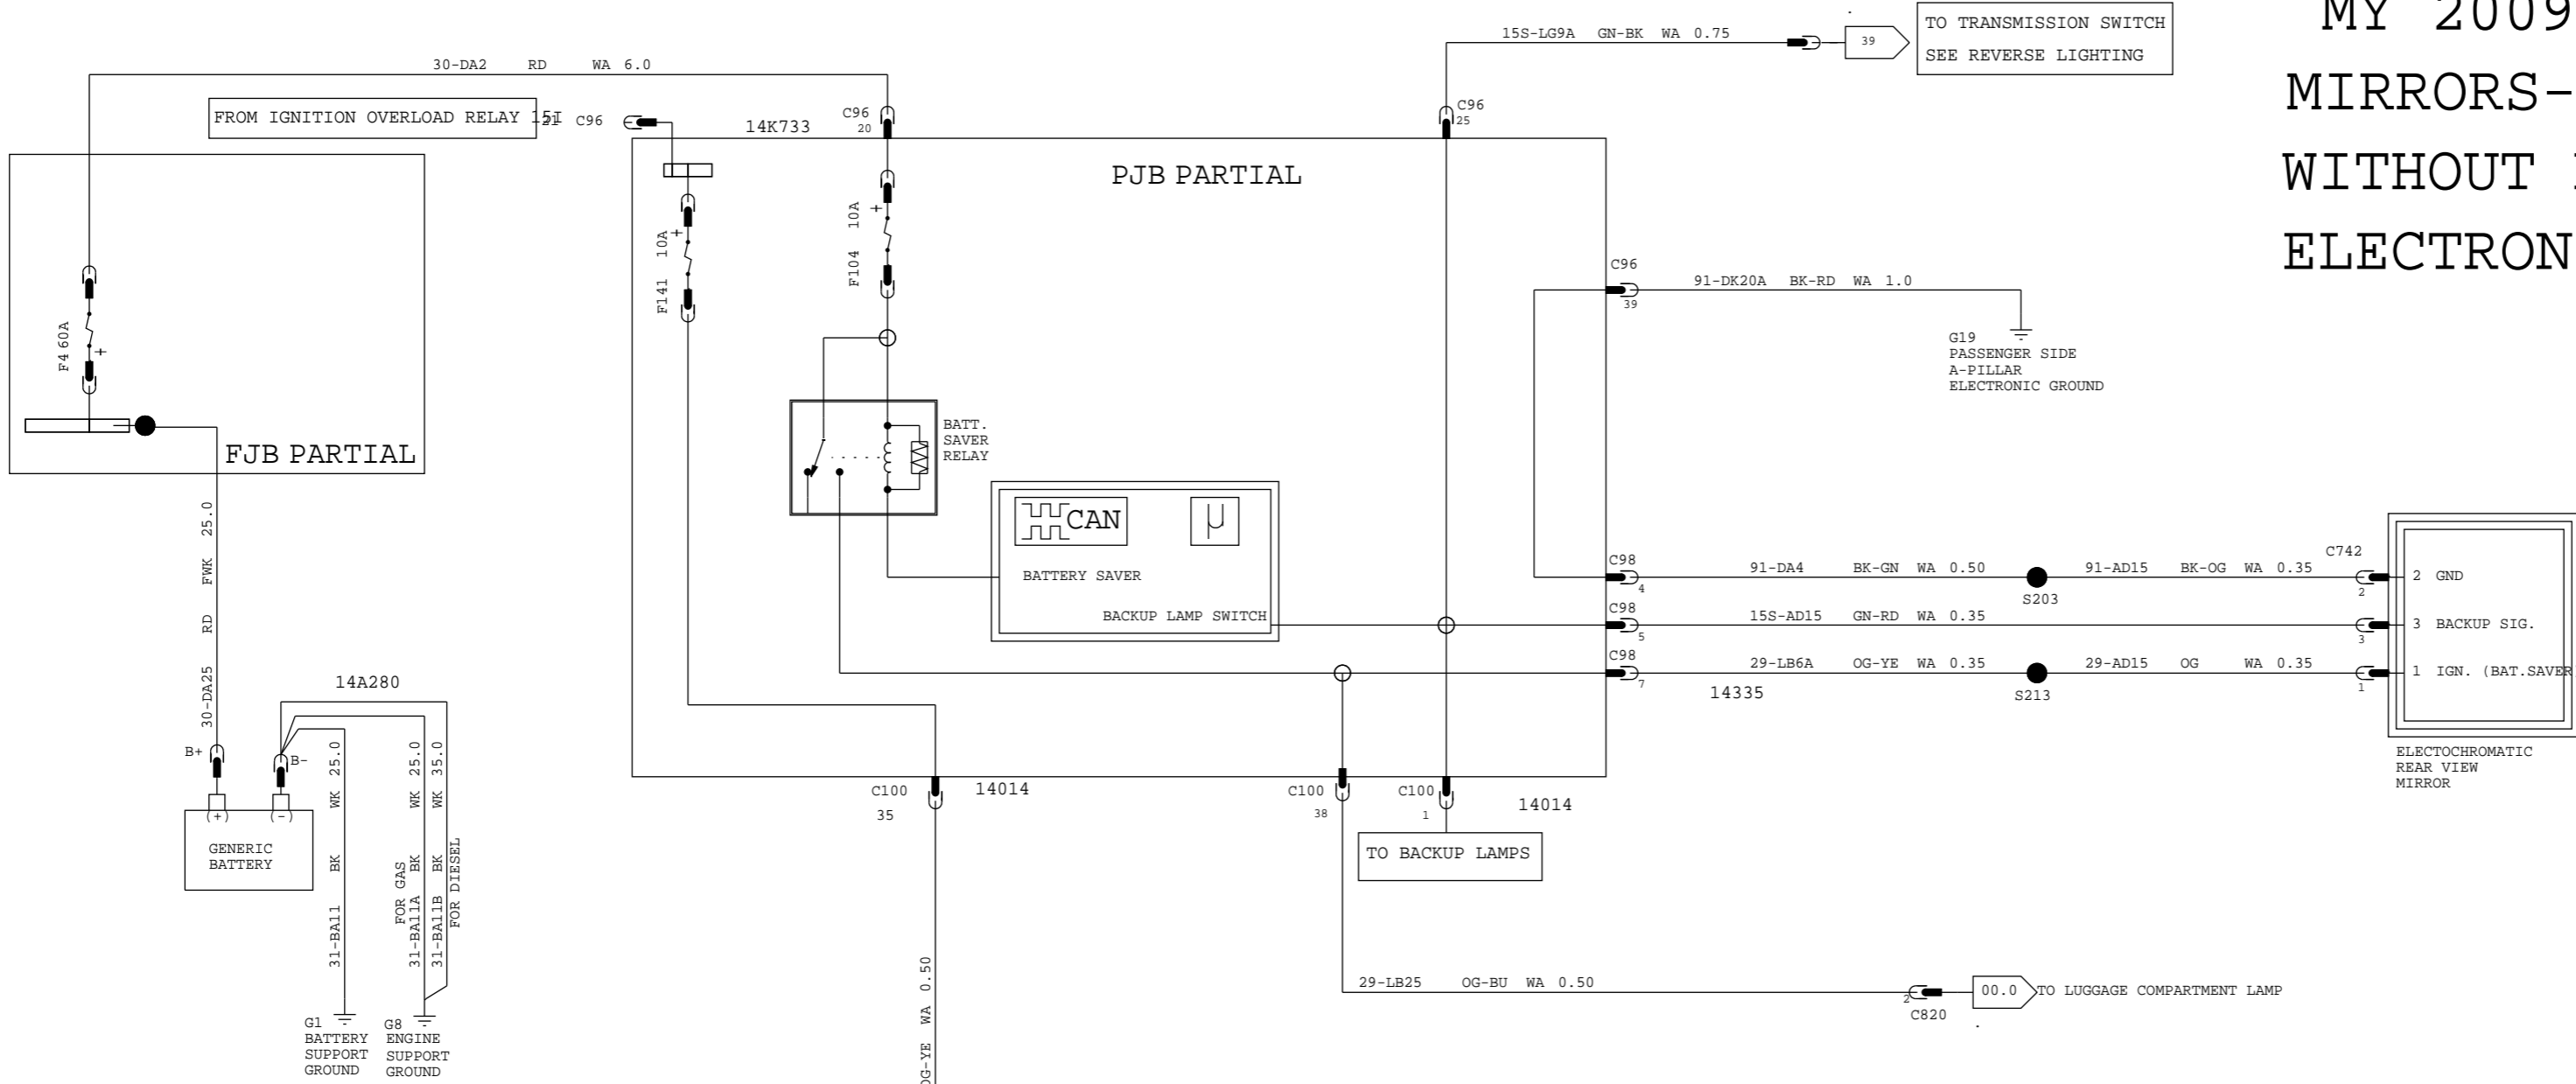 MY 2009
MIRRORS-
WITHOUT
ELECTRON
15S-LG9A GN-BK WA 0.75
39
TO TRANSMISSION SWITCH
SEE REVERSE LIGHTING
30-DA2 RD WA 6.0
FROM IGNITION OVERLOAD RELAY 15I
21 C96
14K733
C96
20
C96
25
PJB PARTIAL
F141 10A +
F104 10A +
F4 60A
+
FJB PARTIAL
C96
39
91-DK20A BK-RD WA 1.0
G19
PASSENGER SIDE
A-PILLAR
ELECTRONIC GROUND
BATT.
SAVER
RELAY
CAN
µ
BATTERY SAVER
BACKUP LAMP SWITCH
C98
4
91-DA4 BK-GN WA 0.50
S203
91-AD15 BK-OG WA 0.35
C742
2
2 GND
C98
5
15S-AD15 GN-RD WA 0.35
3
3 BACKUP SIG.
C98
7
29-LB6A OG-YE WA 0.35
14335
S213
29-AD15 OG WA 0.35
1
1 IGN. (BAT.SAVER
ELECTOCHROMATIC
REAR VIEW
MIRROR
30-DA25 RD FWK 25.0
14A280
B+
B-
(+)
(-)
GENERIC
BATTERY
31-BA11 BK WK 25.0
FOR GAS
31-BA11A BK WK 25.0
31-BA11B BK WK 35.0
FOR DIESEL
G1
BATTERY
SUPPORT
GROUND
G8
ENGINE
SUPPORT
GROUND
C100
35
14014
C100
38
C100
1
14014
TO BACKUP LAMPS
OG-YE WA 0.50
29-LB25 OG-BU WA 0.50
2
C820
00.0
TO LUGGAGE COMPARTMENT LAMP